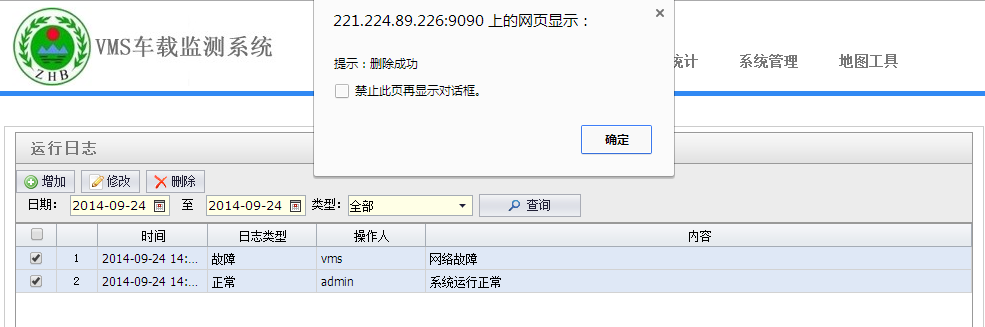 221.224.89.226:9090 上的网页显示：
提示：删除成功
禁止此页再显示对话框。
确定
ZHB
VMS车载监测系统
统计 系统管理 地图工具
运行日志
增加 修改 删除
日期: 2014-09-24 至 2014-09-24 类型: 全部 查询
时间 日志类型 操作人 内容
1 2014-09-24 14:... 故障 vms 网络故障
2 2014-09-24 14:... 正常 admin 系统运行正常